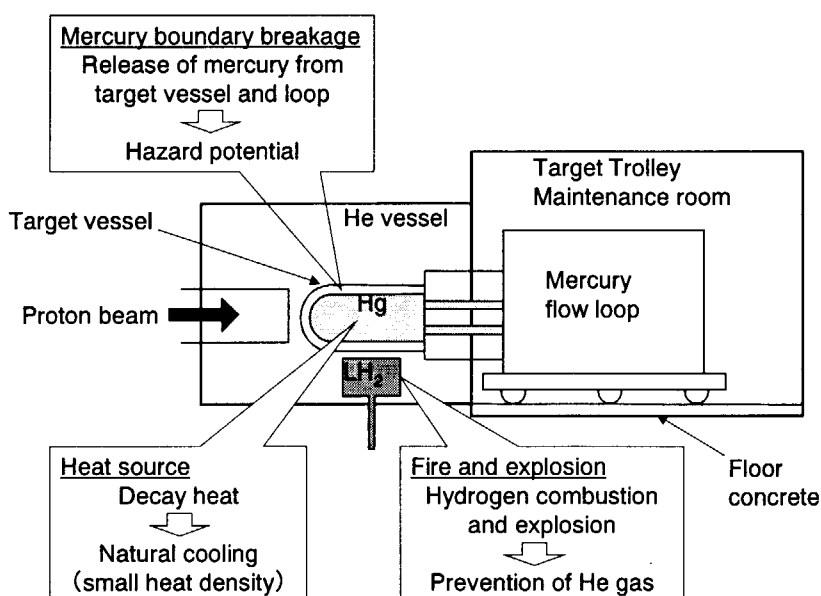 Mercury boundary breakage
Release of mercury from
target vessel and loop
Hazard potential
Target Trolley
Maintenance room
Target vessel
He vessel
Mercury
flow loop
Hg
Proton beam
LH₂
Heat source
Decay heat
Natural cooling
(small heat density)
Fire and explosion
Hydrogen combustion
and explosion
Prevention of He gas
Floor
concrete